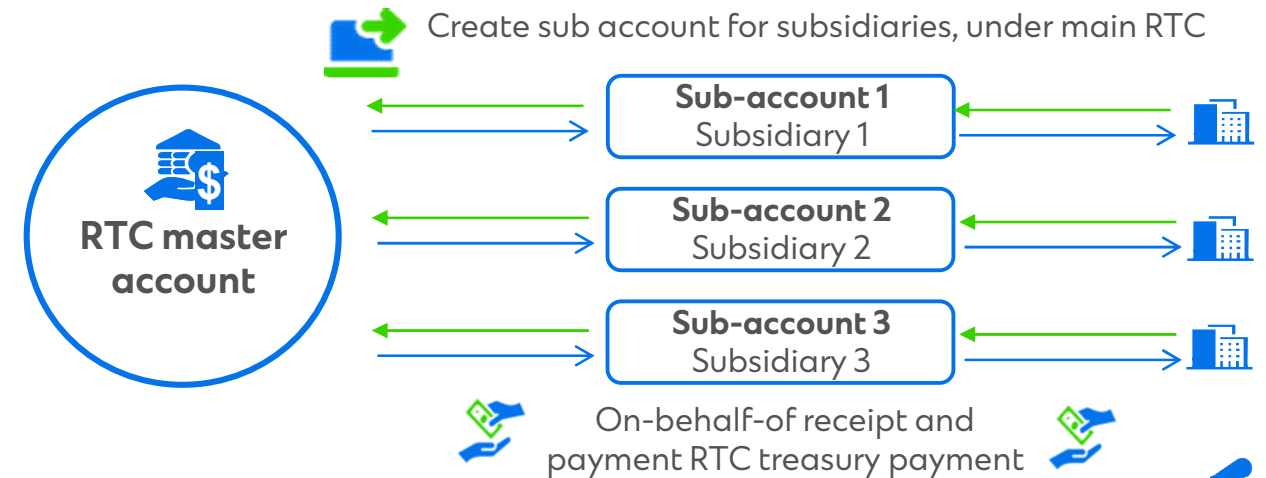 Create sub account for subsidiaries, under main RTC
RTC master
account
$
Sub-account 1
Subsidiary 1
Sub-account 2
Subsidiary 2
Sub-account 3
Subsidiary 3
On-behalf-of receipt and
payment RTC treasury payment